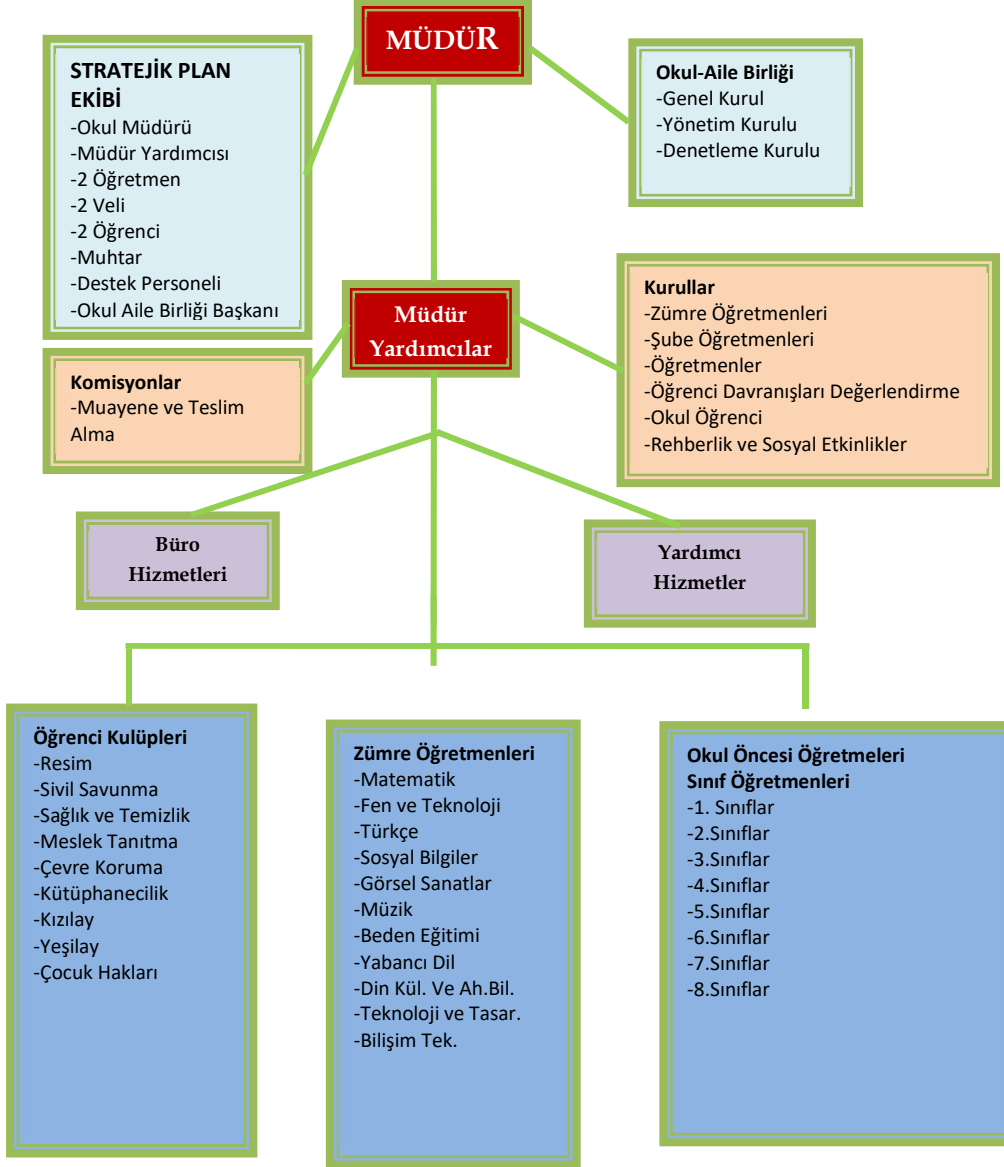 MÜDÜR
STRATEJİK PLAN
EKİBİ
-Okul Müdürü
-Müdür Yardımcısı
-2 Öğretmen
-2 Veli
-2 Öğrenci
-Muhtar
-Destek Personeli
-Okul Aile Birliği Başkanı
Okul-Aile Birliği
-Genel Kurul
-Yönetim Kurulu
-Denetleme Kurulu
Müdür
Yardımcılar
Kurullar
-Zümre Öğretmenleri
-Şube Öğretmenleri
-Öğretmenler
-Öğrenci Davranışları Değerlendirme
-Okul Öğrenci
-Rehberlik ve Sosyal Etkinlikler
Komisyonlar
-Muayene ve Teslim
Alma
Büro
Hizmetleri
Yardımcı
Hizmetler
Öğrenci Kulüpleri
-Resim
-Sivil Savunma
-Sağlık ve Temizlik
-Meslek Tanıtma
-Çevre Koruma
-Kütüphanecilik
-Kızılay
-Yeşilay
-Çocuk Hakları
Zümre Öğretmenleri
-Matematik
-Fen ve Teknoloji
-Türkçe
-Sosyal Bilgiler
-Görsel Sanatlar
-Müzik
-Beden Eğitimi
-Yabancı Dil
-Din Kül. Ve Ah.Bil.
-Teknoloji ve Tasar.
-Bilişim Tek.
Okul Öncesi Öğretmeleri
Sınıf Öğretmenleri
-1. Sınıflar
-2.Sınıflar
-3.Sınıflar
-4.Sınıflar
-5.Sınıflar
-6.Sınıflar
-7.Sınıflar
-8.Sınıflar